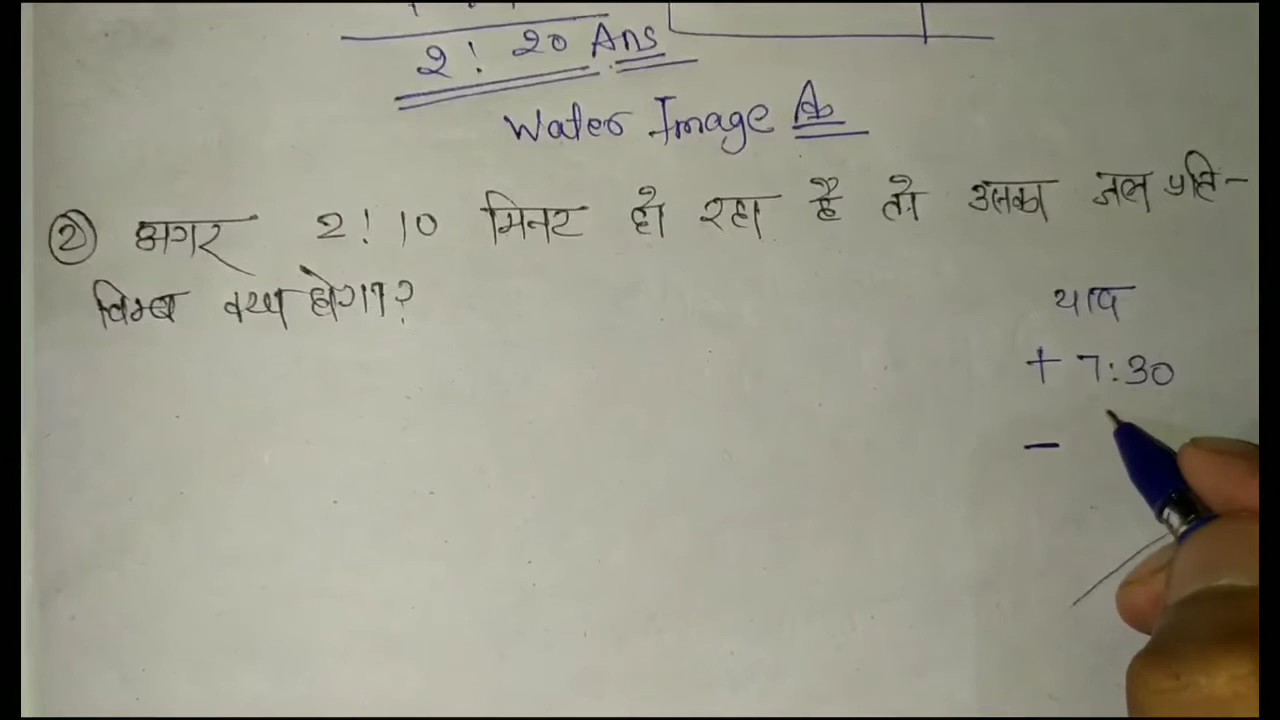 2! 20 Ans
Water Image
② अगर 2! 10 मिनट हो रहा है तो उसका जल प्रति-
विम्ब क्या होगा?
याद
+ 7:30
-